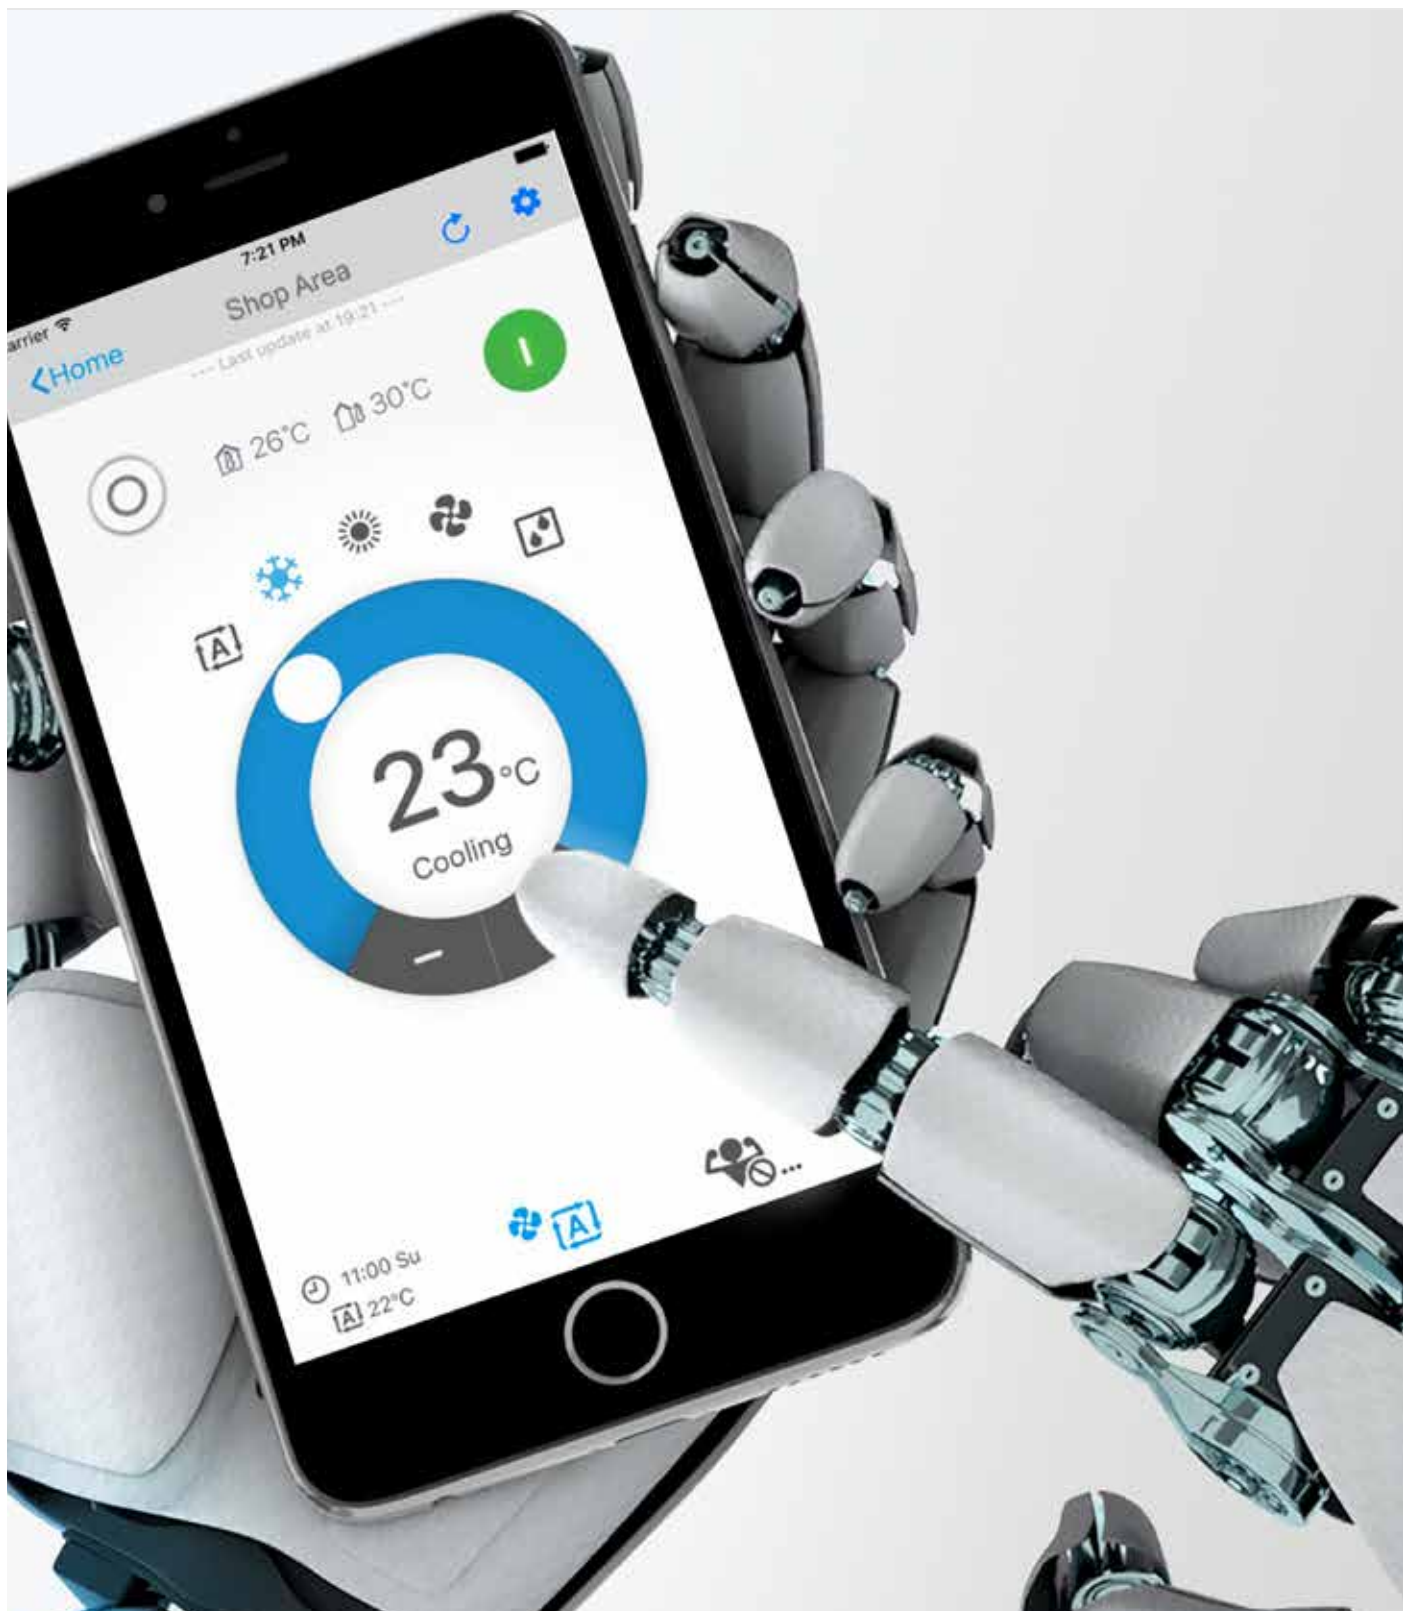 7:21 PM
arrier
<Home
Shop Area
--- Last update at 19:21 ---
26°C
30°C
23°C
Cooling
11:00 Su
A 22°C